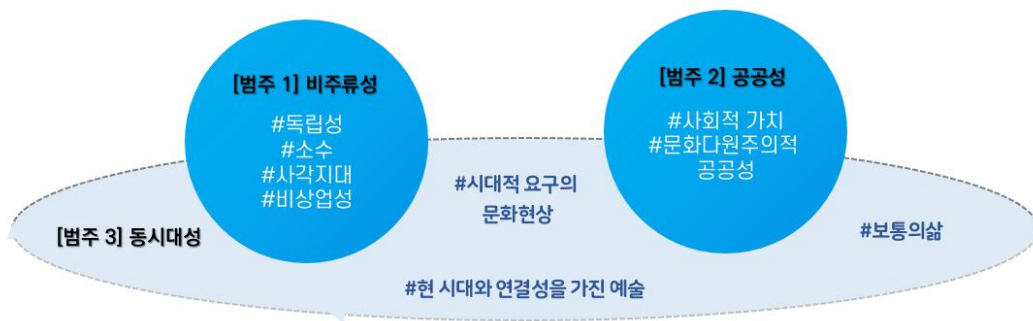 [범주 1] 비주류성
#독립성
#소수
#사각지대
#비상업성
[범주 2] 공공성
#사회적 가치
#문화다원주의적
공공성
[범주 3] 동시대성
#시대적 요구의
문화현상
#보통의삶
#현 시대와 연결성을 가진 예술